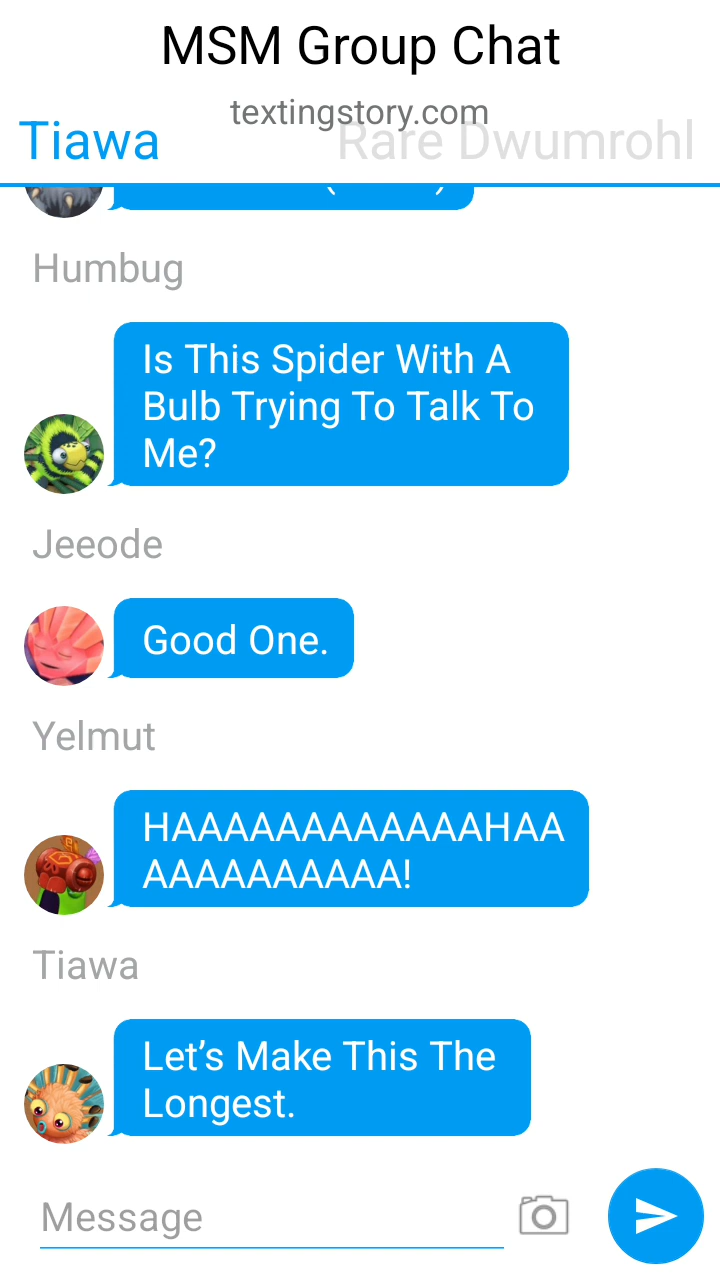 MSM Group Chat
textingstory.com
Tiawa
Rare Dwumrohl
Humbug
Is This Spider With A
Bulb Trying To Talk To
Me?
Jeeode
Good One.
Yelmut
HAAAAAAAAAAAAHAA
AAAAAAAAAA!
Tiawa
Let’s Make This The
Longest.
Message